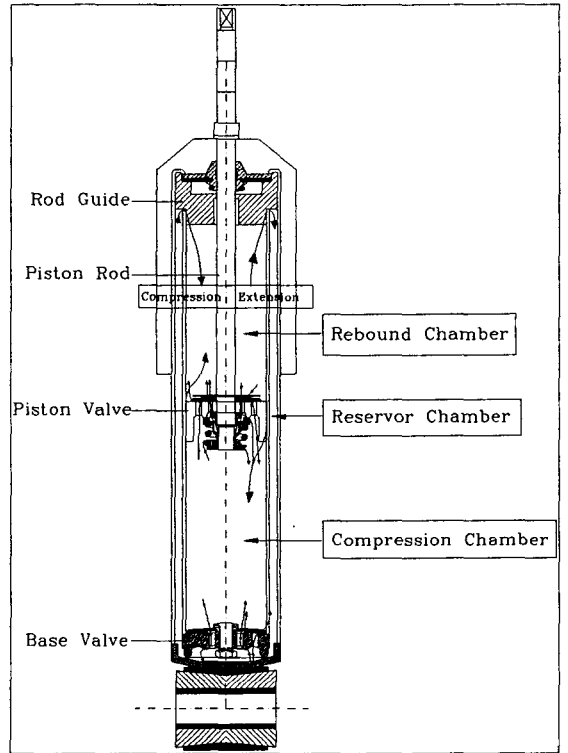 Rod Guide
Piston Rod
Compression Extension
Rebound Chamber
Piston Valve
Reservor Chamber
Compression Chamber
Base Valve